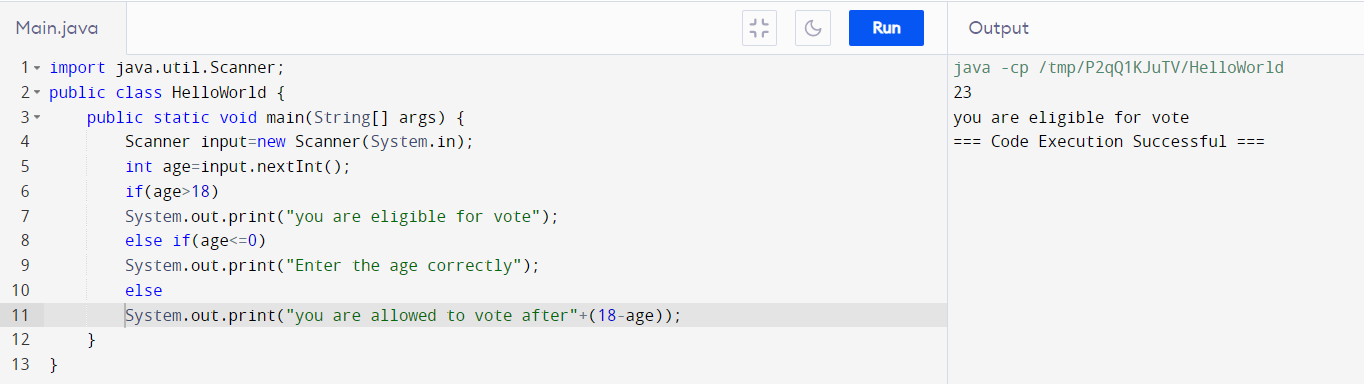 Main.java
Run
Output
1 import java.util.Scanner;
2 public class HelloWorld {
3 public static void main(String[] args) {
4 Scanner input=new Scanner(System.in);
5 int age=input.nextInt();
6 if(age>18)
7 System.out.print("you are eligible for vote");
8 else if(age<=0)
9 System.out.print("Enter the age correctly");
10 else
11 System.out.print("you are allowed to vote after"+(18-age));
12 }
13 }
java -cp /tmp/P2qQ1KJuTV/HelloWorld
23
you are eligible for vote
=== Code Execution Successful ===